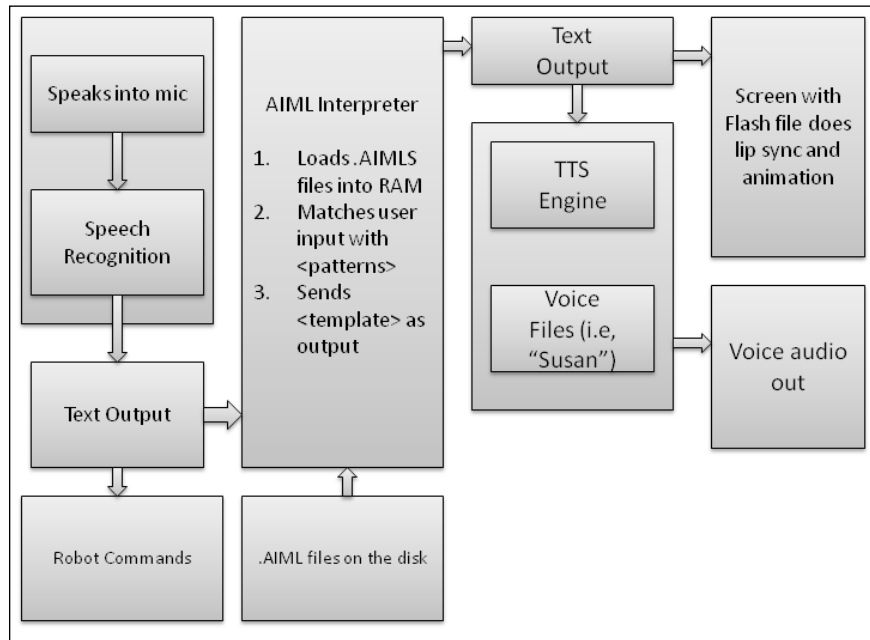 Speaks into mic
Speech
Recognition
Text Output
Robot Commands
AIML Interpreter
1. Loads .AIMLS
files into RAM
2. Matches user
input with
<patterns>
3. Sends
<template> as
output
.AIML files on the disk
Text
Output
TTS
Engine
Voice
Files (i.e,
“Susan”)
Screen with
Flash file does
lip sync and
animation
Voice audio
out